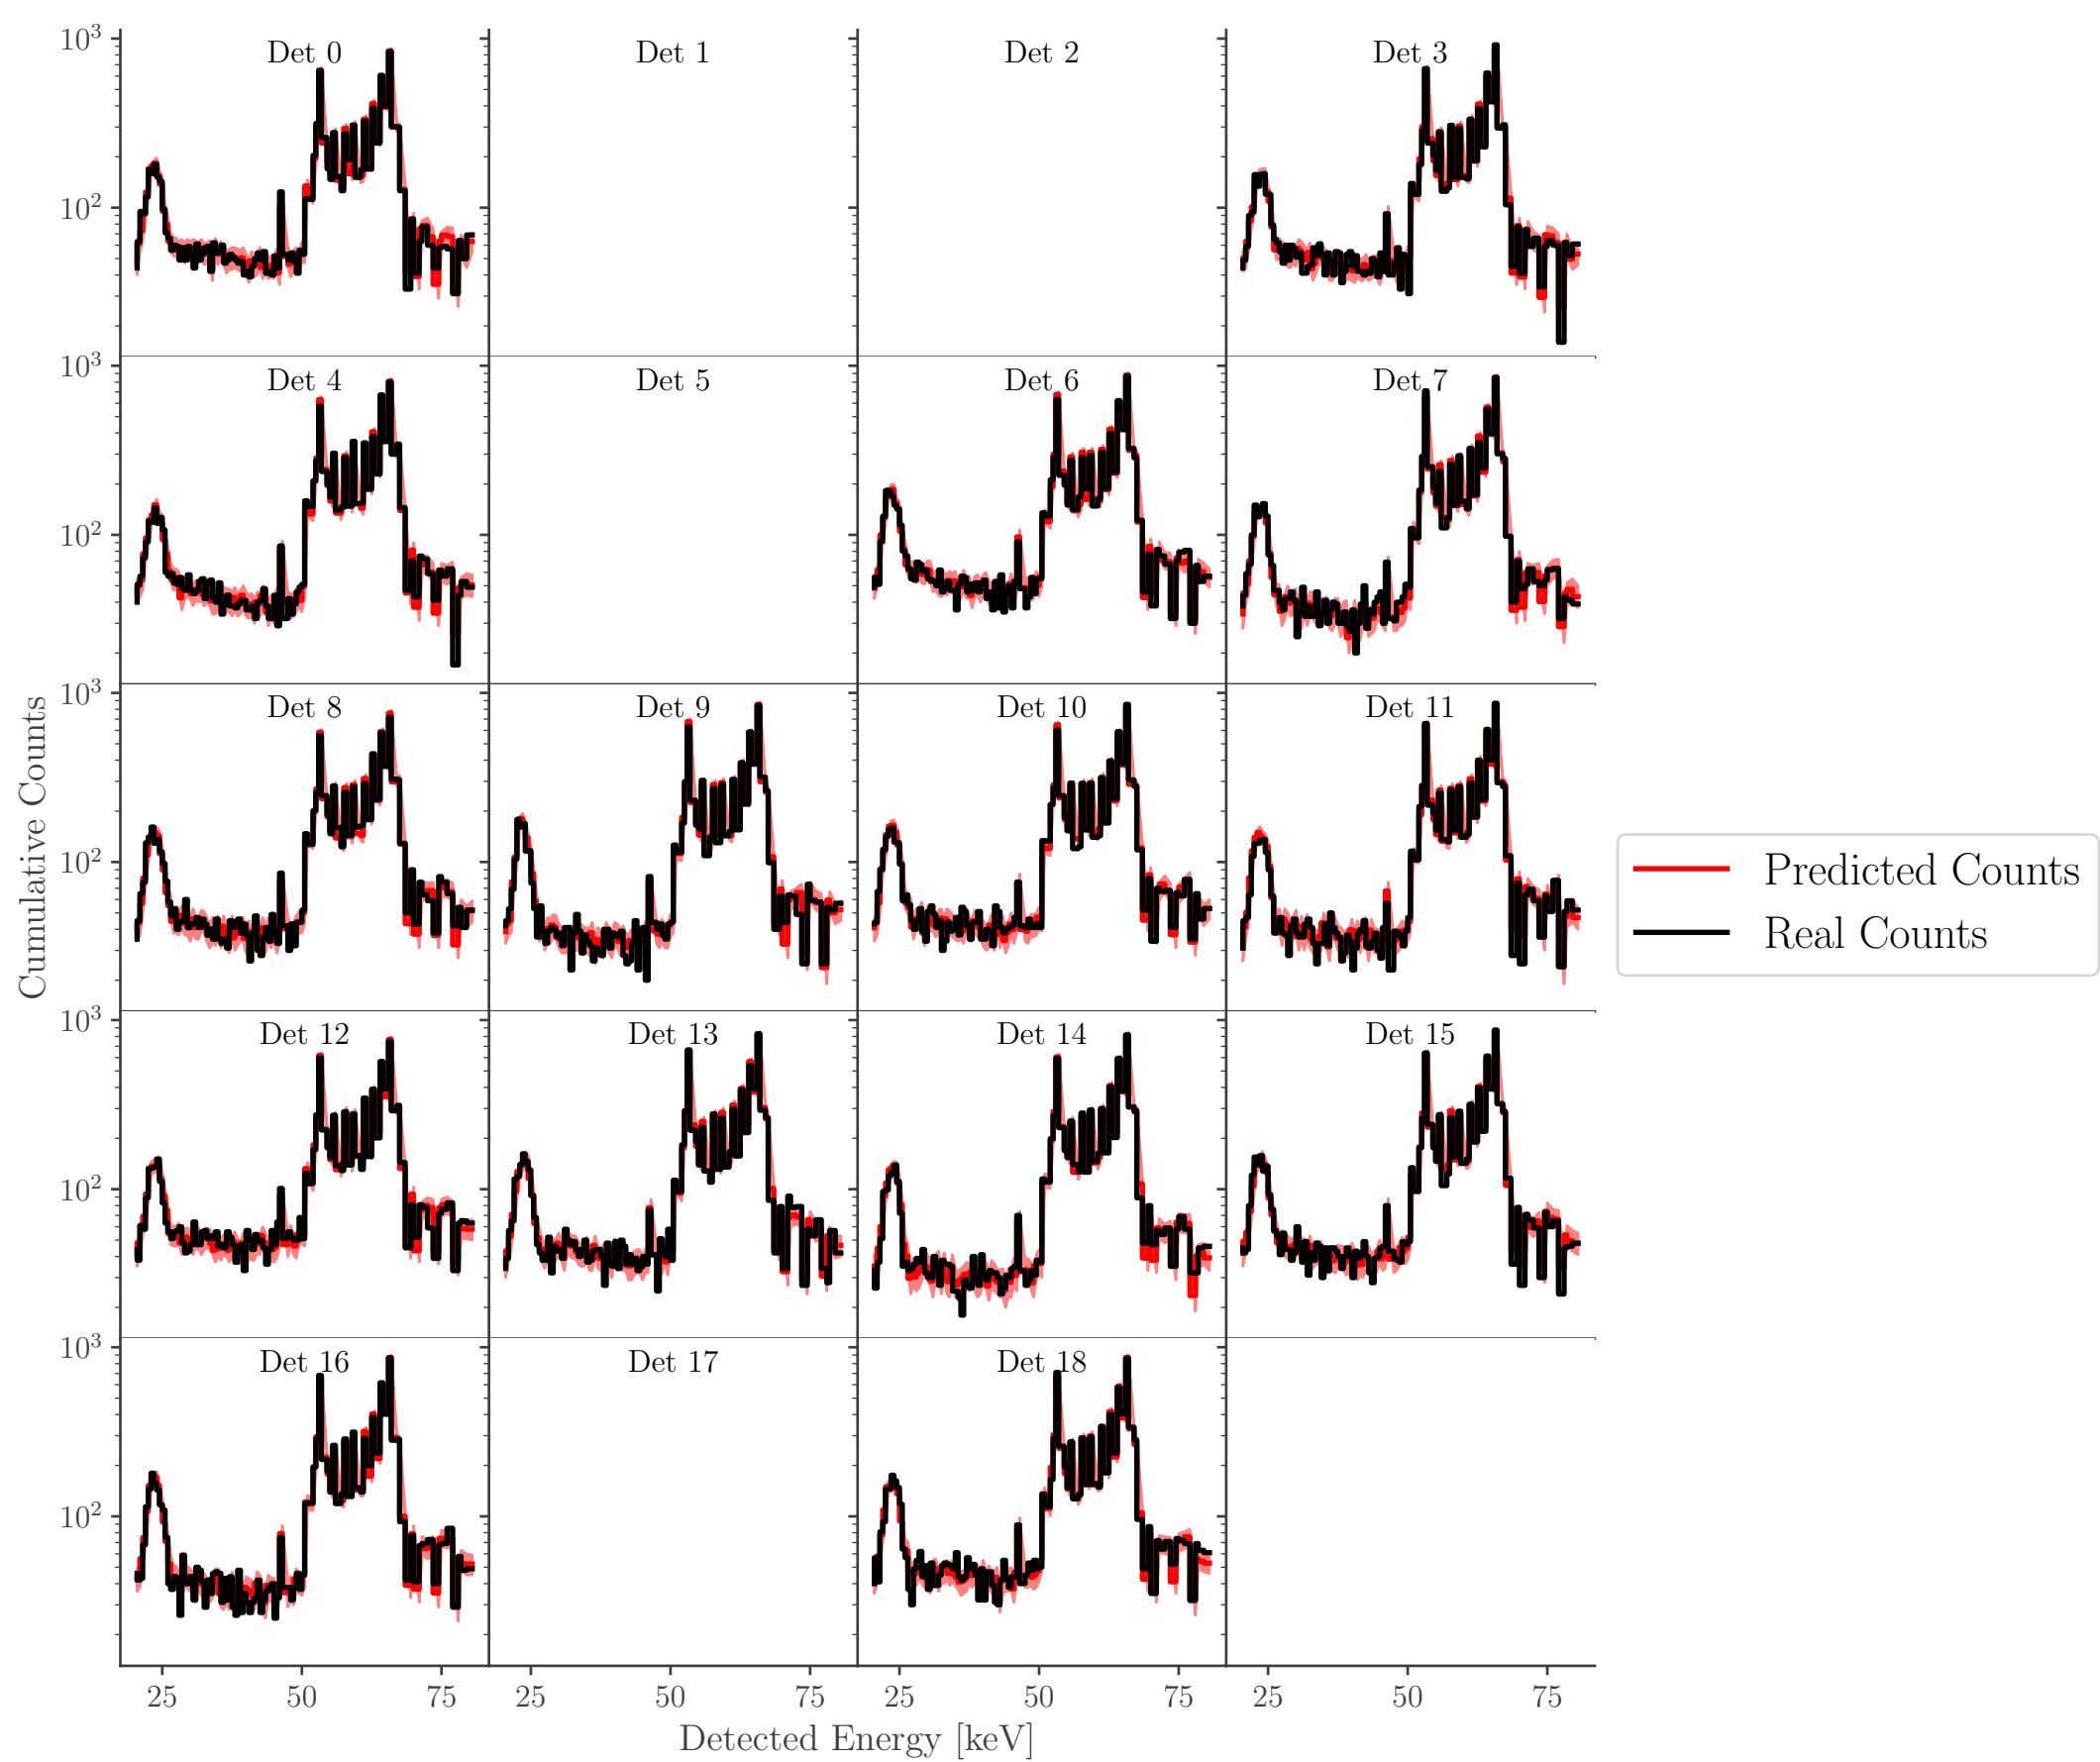 Cumulative Counts
10³
10²
Det 0
Det 1
Det 2
Det 3
10³
10²
Det 4
Det 5
Det 6
Det 7
10³
10²
Det 8
Det 9
Det 10
Det 11
Predicted Counts
Real Counts
10³
10²
Det 12
Det 13
Det 14
Det 15
10³
10²
Det 16
Det 17
Det 18
25 50 75 25 50 75 25 50 75 25 50 75
Detected Energy [keV]